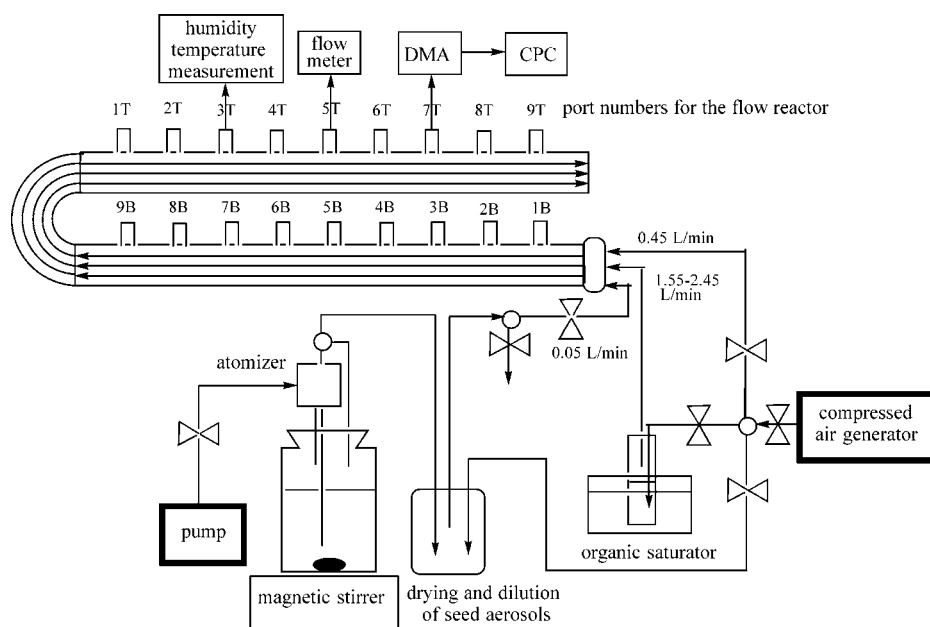 humidity
temperature
measurement
flow
meter
DMA
CPC
1T 2T 3T 4T 5T 6T 7T 8T 9T
port numbers for the flow reactor
9B 8B 7B 6B 5B 4B 3B 2B 1B
0.45 L/min
1.55-2.45
L/min
0.05 L/min
atomizer
compressed
air generator
pump
organic saturator
magnetic stirrer
drying and dilution
of seed aerosols